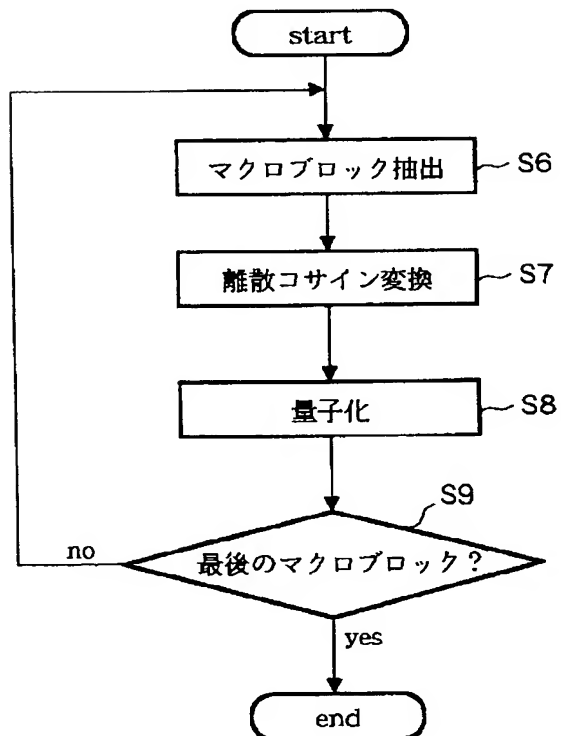 start
マクロブロック抽出
S6
離散コサイン変換
S7
量子化
S8
S9
最後のマクロブロック?
no
yes
end